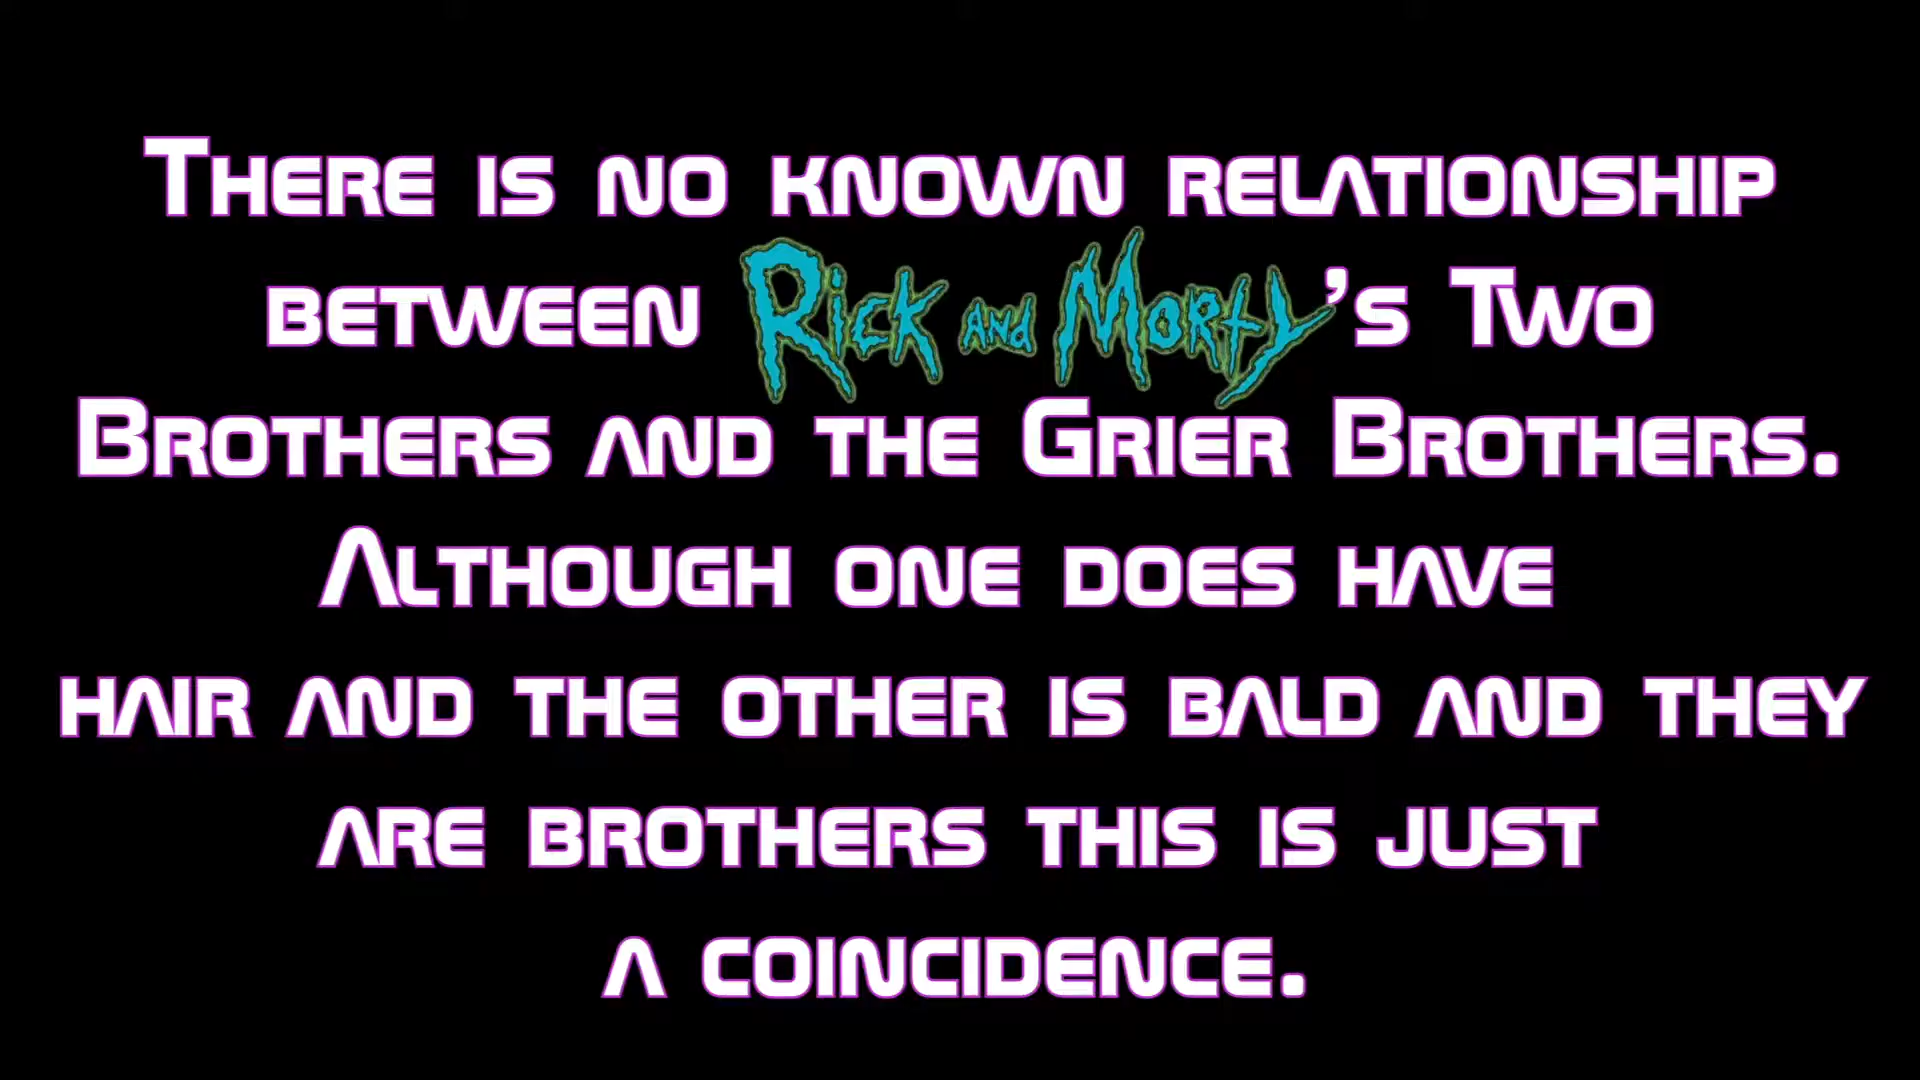 There is no known relationship
between Rick and Morty's Two
Brothers and the Grier Brothers.
Although one does have
hair and the other is bald and they
are brothers this is just
a coincidence.